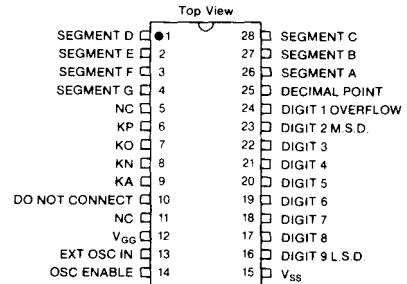 Top View
SEGMENT D 1 28 SEGMENT C
SEGMENT E 2 27 SEGMENT B
SEGMENT F 3 26 SEGMENT A
SEGMENT G 4 25 DECIMAL POINT
NC 5 24 DIGIT 1 OVERFLOW
KP 6 23 DIGIT 2 M.S.D.
KO 7 22 DIGIT 3
KN 8 21 DIGIT 4
KA 9 20 DIGIT 5
DO NOT CONNECT 10 19 DIGIT 6
NC 11 18 DIGIT 7
VGG 12 17 DIGIT 8
EXT OSC IN 13 16 DIGIT 9 L.S.D.
OSC ENABLE 14 15 VSS